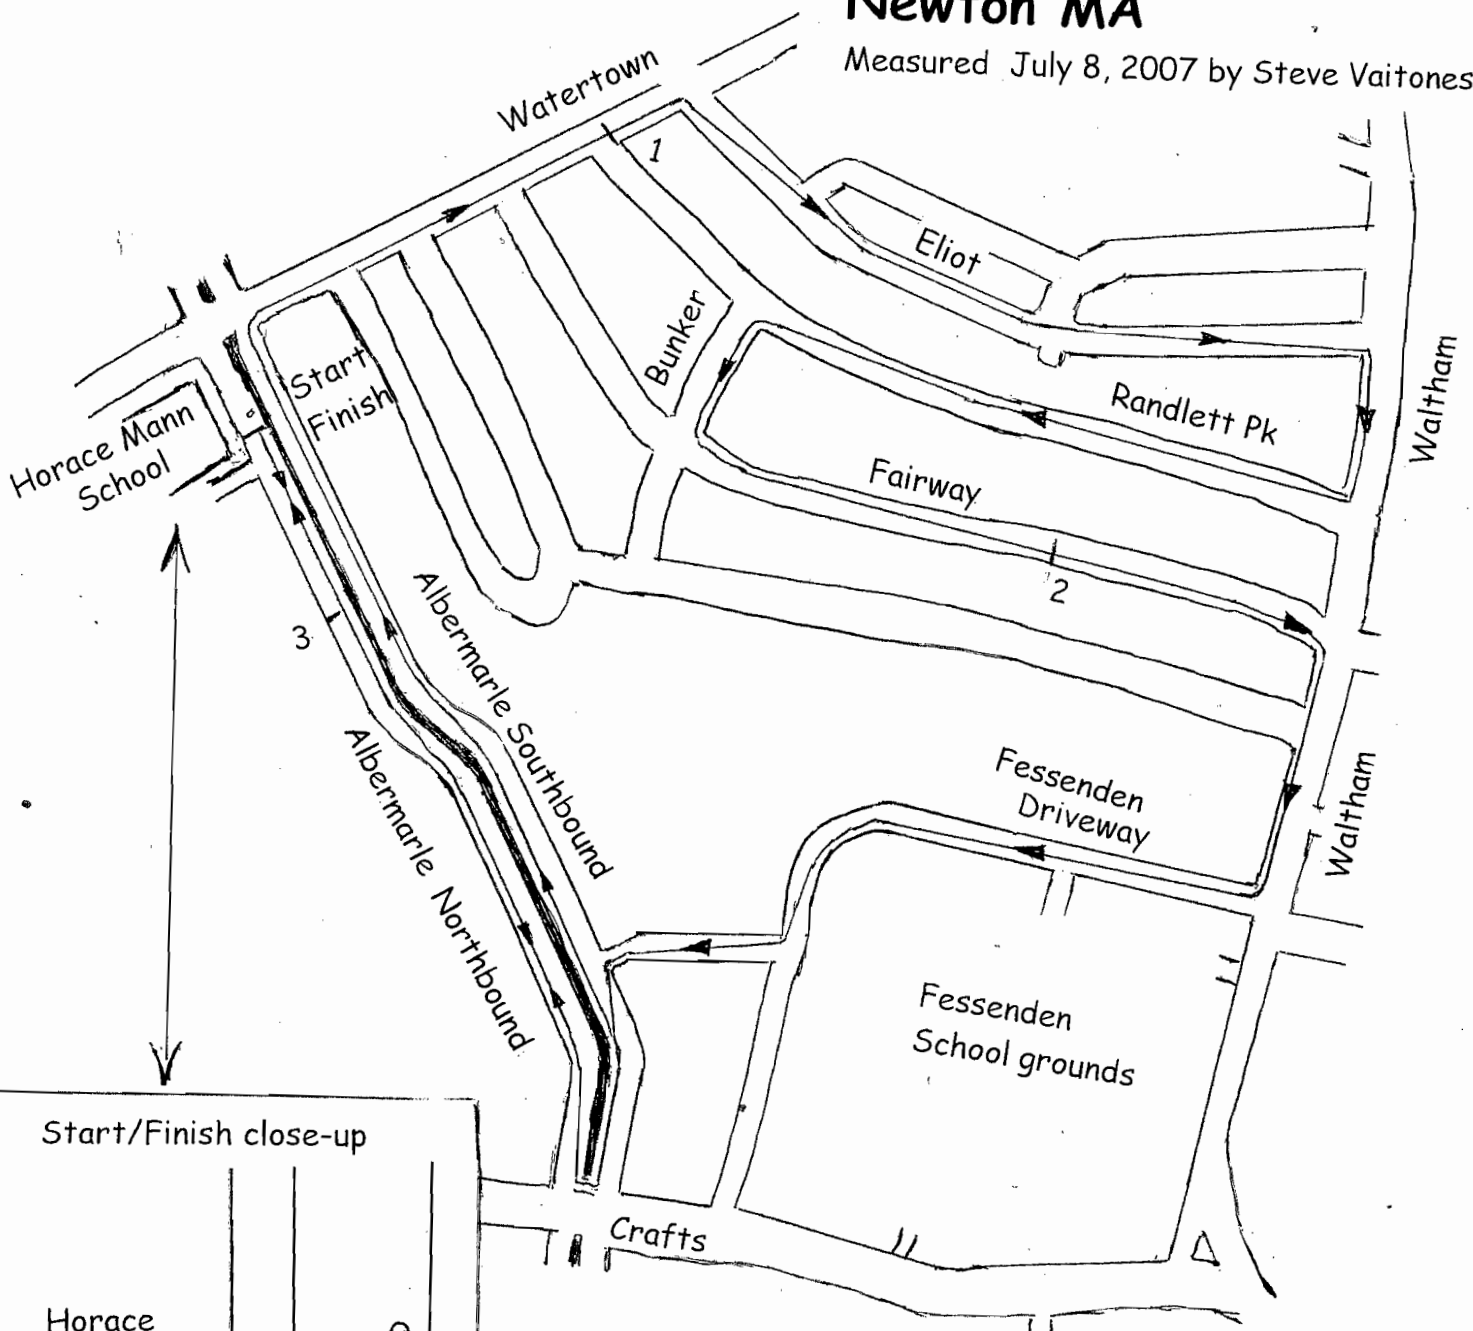 Newton MA
Measured July 8, 2007 by Steve Vaitones
Watertown
1
Eliot
Bunker
Start
Finish
Randlett Pk
Waltham
Horace Mann
School
Fairway
2
3
Albermarle Southbound
Albermarle Northbound
Fessenden
Driveway
Waltham
Fessenden
School grounds
Start/Finish close-up
Crafts
Horace